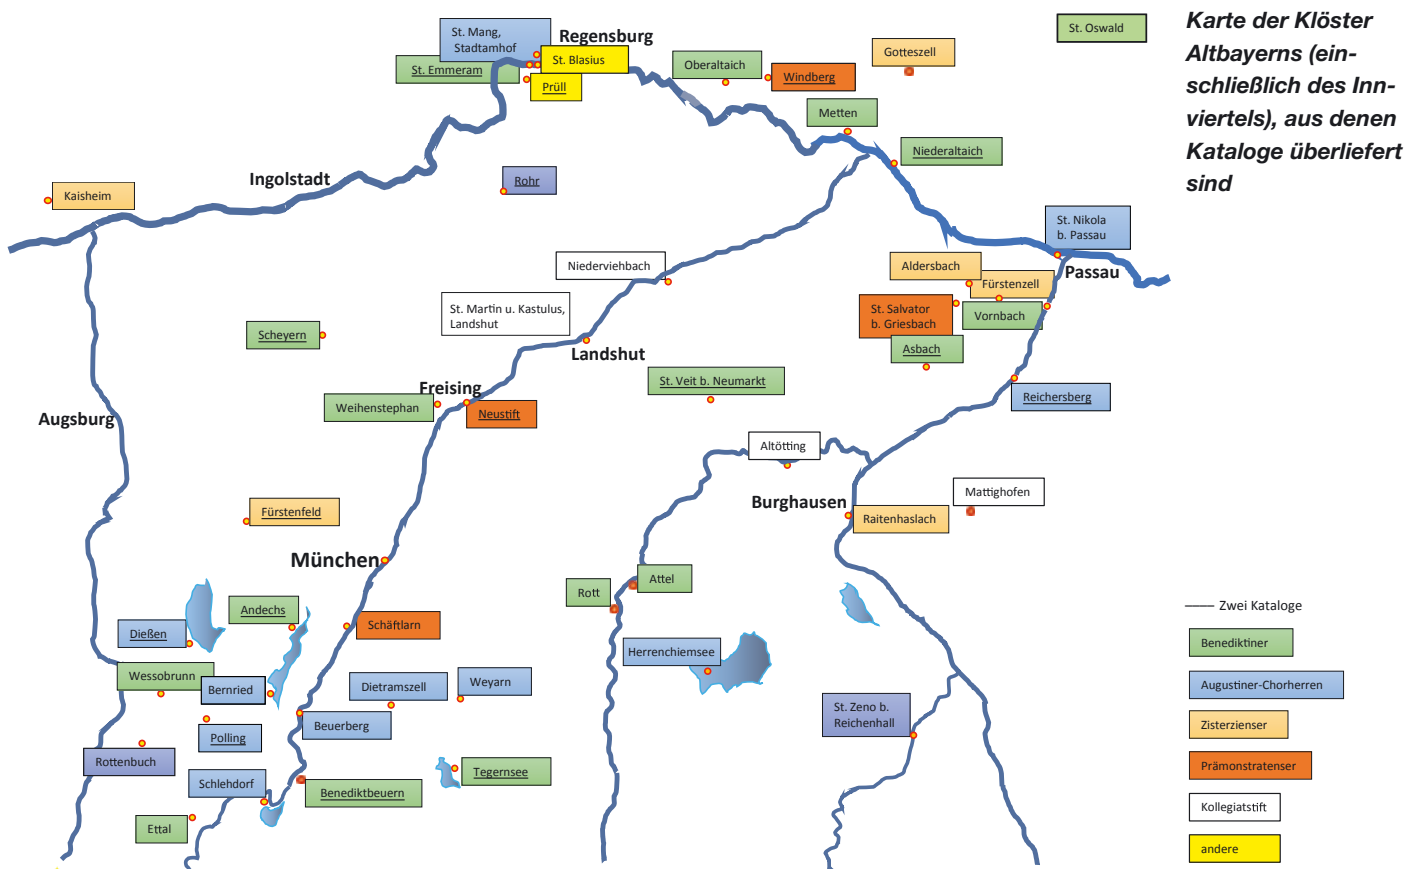 Karte der Klöster
Altbayerns (ein-
schließlich des Inn-
viertels), aus denen
Kataloge überliefert
sind
St. Oswald
St. Mang,
Stadtamhof
Regensburg
St. Emmeram
St. Blasius
Prüll
Oberaltaich
Windberg
Gotteszell
Metten
Niederaltaich
Kaisheim
Ingolstadt
Rohr
St. Nikola
b. Passau
Passau
Niederviehbach
Aldersbach
Fürstenzell
St. Martin u. Kastulus,
Landshut
St. Salvator
b. Griesbach
Vornbach
Scheyern
Landshut
Asbach
St. Veit b. Neumarkt
Freising
Weihenstephan
Neustift
Reichersberg
Augsburg
Altötting
Burghausen
Mattighofen
Fürstenfeld
Raitenhaslach
München
Rott
Attel
Andechs
Dießen
Schäftlarn
Herrenchiemsee
Wessobrunn
Bernried
Dietramszell
Weyarn
Beuerberg
St. Zeno b.
Reichenhall
Polling
Rottenbuch
Schlehdorf
Benediktbeuern
Tegernsee
Ettal
Zwei Kataloge
Benediktiner
Augustiner-Chorherren
Zisterzienser
Prämonstratenser
Kollegiatstift
andere